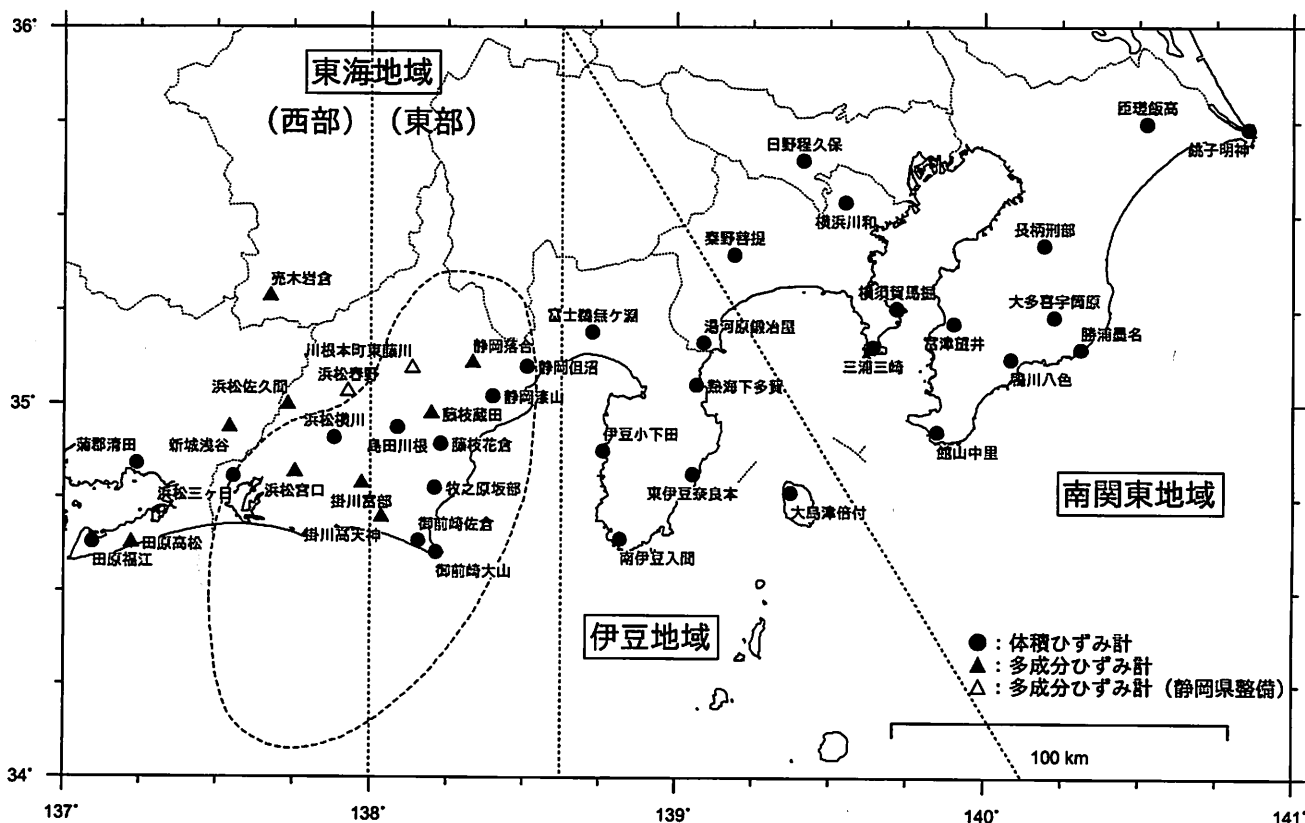 36°
東海地域
(西部) (東部)
匝瑳飯高
銚子明神
日野程久保
横浜川和
秦野菩提
長柄刑部
売木岩倉
横須賀馬堀
大多喜宇筒原
富士鵜無ケ淵
湯河原鍛冶屋
富津望井
勝浦墨名
川根本町東藤川
静岡落合
浜松春野
静岡但沼
三浦三崎
鴨川八色
浜松佐久間
静岡漆山
熱海下多賀
35°
浜松横川
藤枝蔵田
新城浅谷
島田川根
藤枝花倉
伊豆小下田
館山中里
蒲郡清田
浜松三ケ日
浜松宮口
掛川富部
牧之原坂部
東伊豆奈良本
大島津倍付
南関東地域
掛川高天神
御前崎佐倉
田原福江
田原高松
御前崎大山
南伊豆入間
伊豆地域
●:体積ひずみ計
▲:多成分ひずみ計
△:多成分ひずみ計(静岡県整備)
100 km
34°
137°
138°
139°
140°
141°